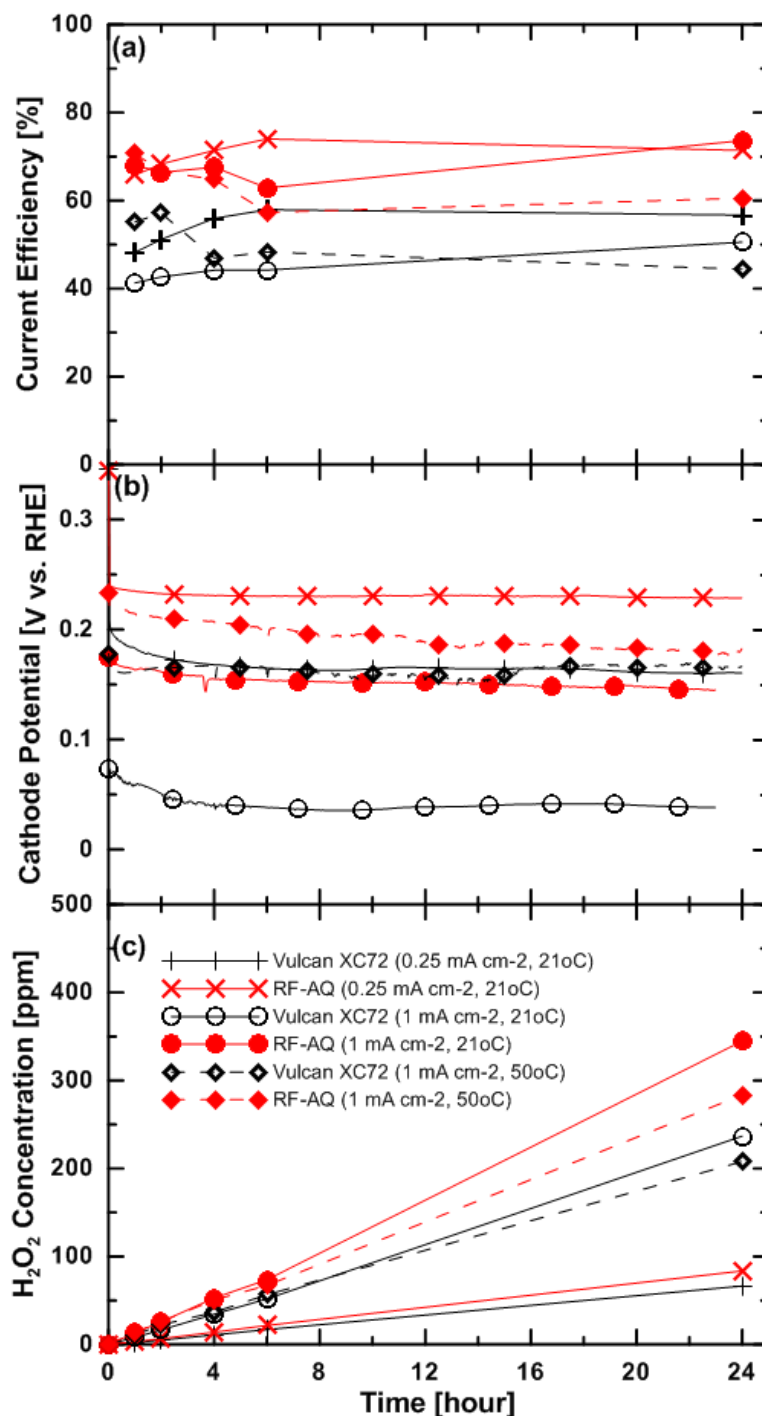 100
(a)
80
60
40
20
0
Current Efficiency [%]
(b)
0.3
0.2
0.1
0
Cathode Potential [V vs. RHE]
500
(c)
Vulcan XC72 (0.25 mA cm-2, 21oC)
RF-AQ (0.25 mA cm-2, 21oC)
Vulcan XC72 (1 mA cm-2, 21oC)
RF-AQ (1 mA cm-2, 21oC)
Vulcan XC72 (1 mA cm-2, 50oC)
RF-AQ (1 mA cm-2, 50oC)
400
300
200
100
0
H₂O₂ Concentration [ppm]
0 4 8 12 16 20 24
Time [hour]